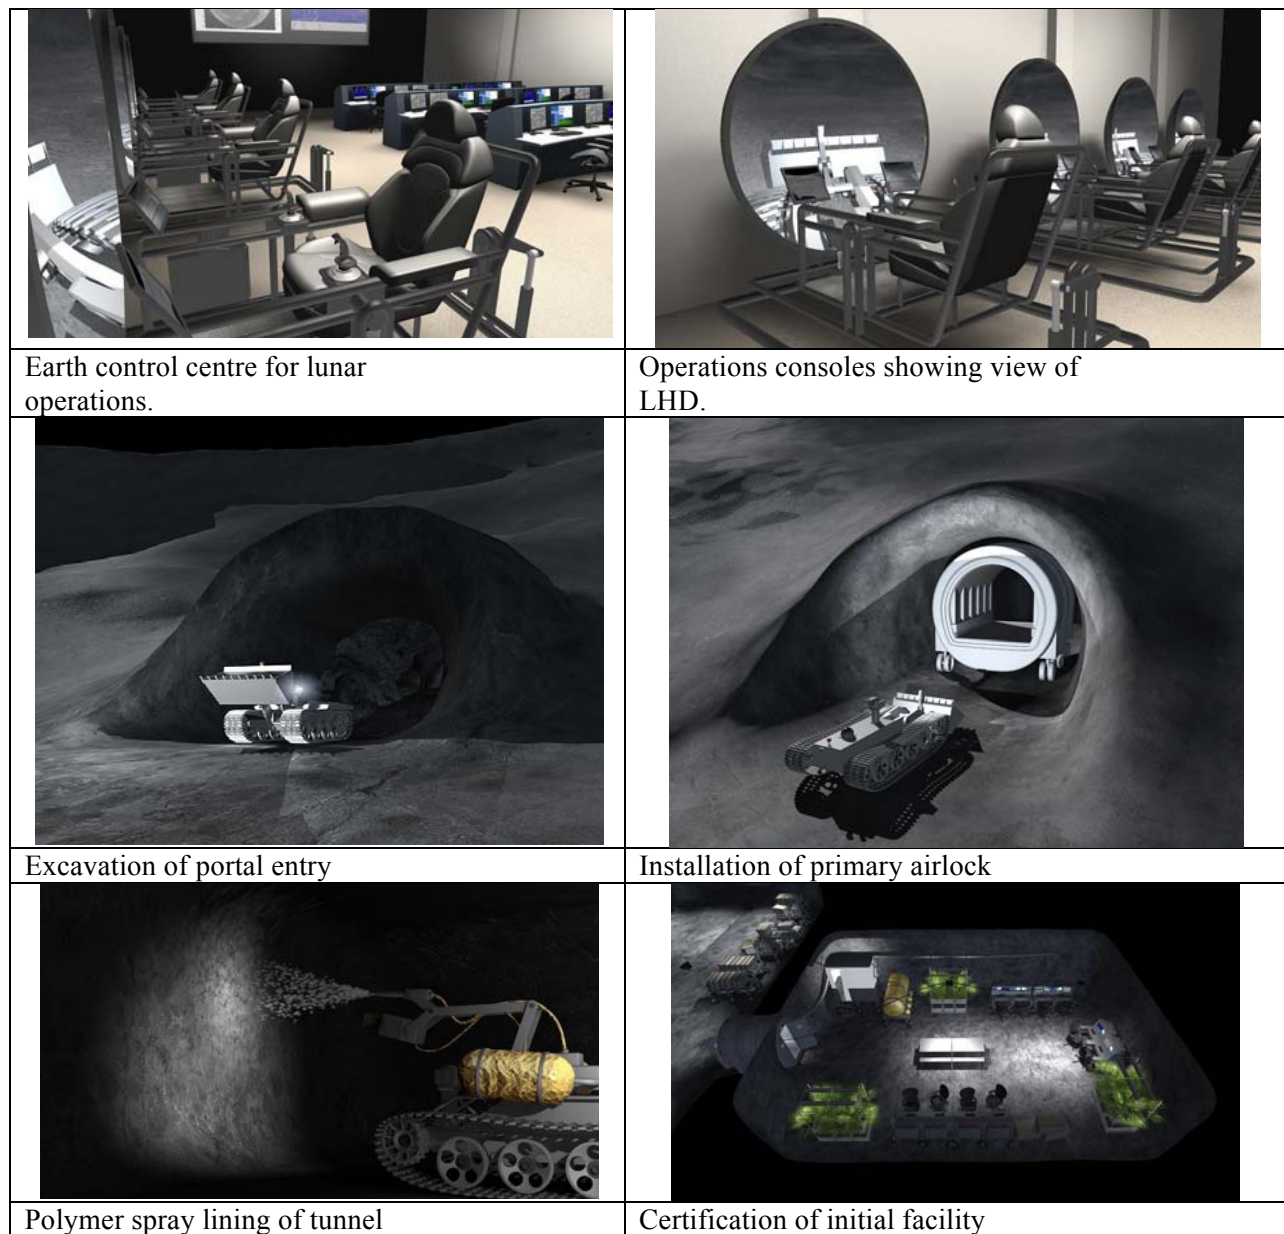 Earth control centre for lunar
operations.
Operations consoles showing view of
LHD.
Excavation of portal entry
Installation of primary airlock
Polymer spray lining of tunnel
Certification of initial facility